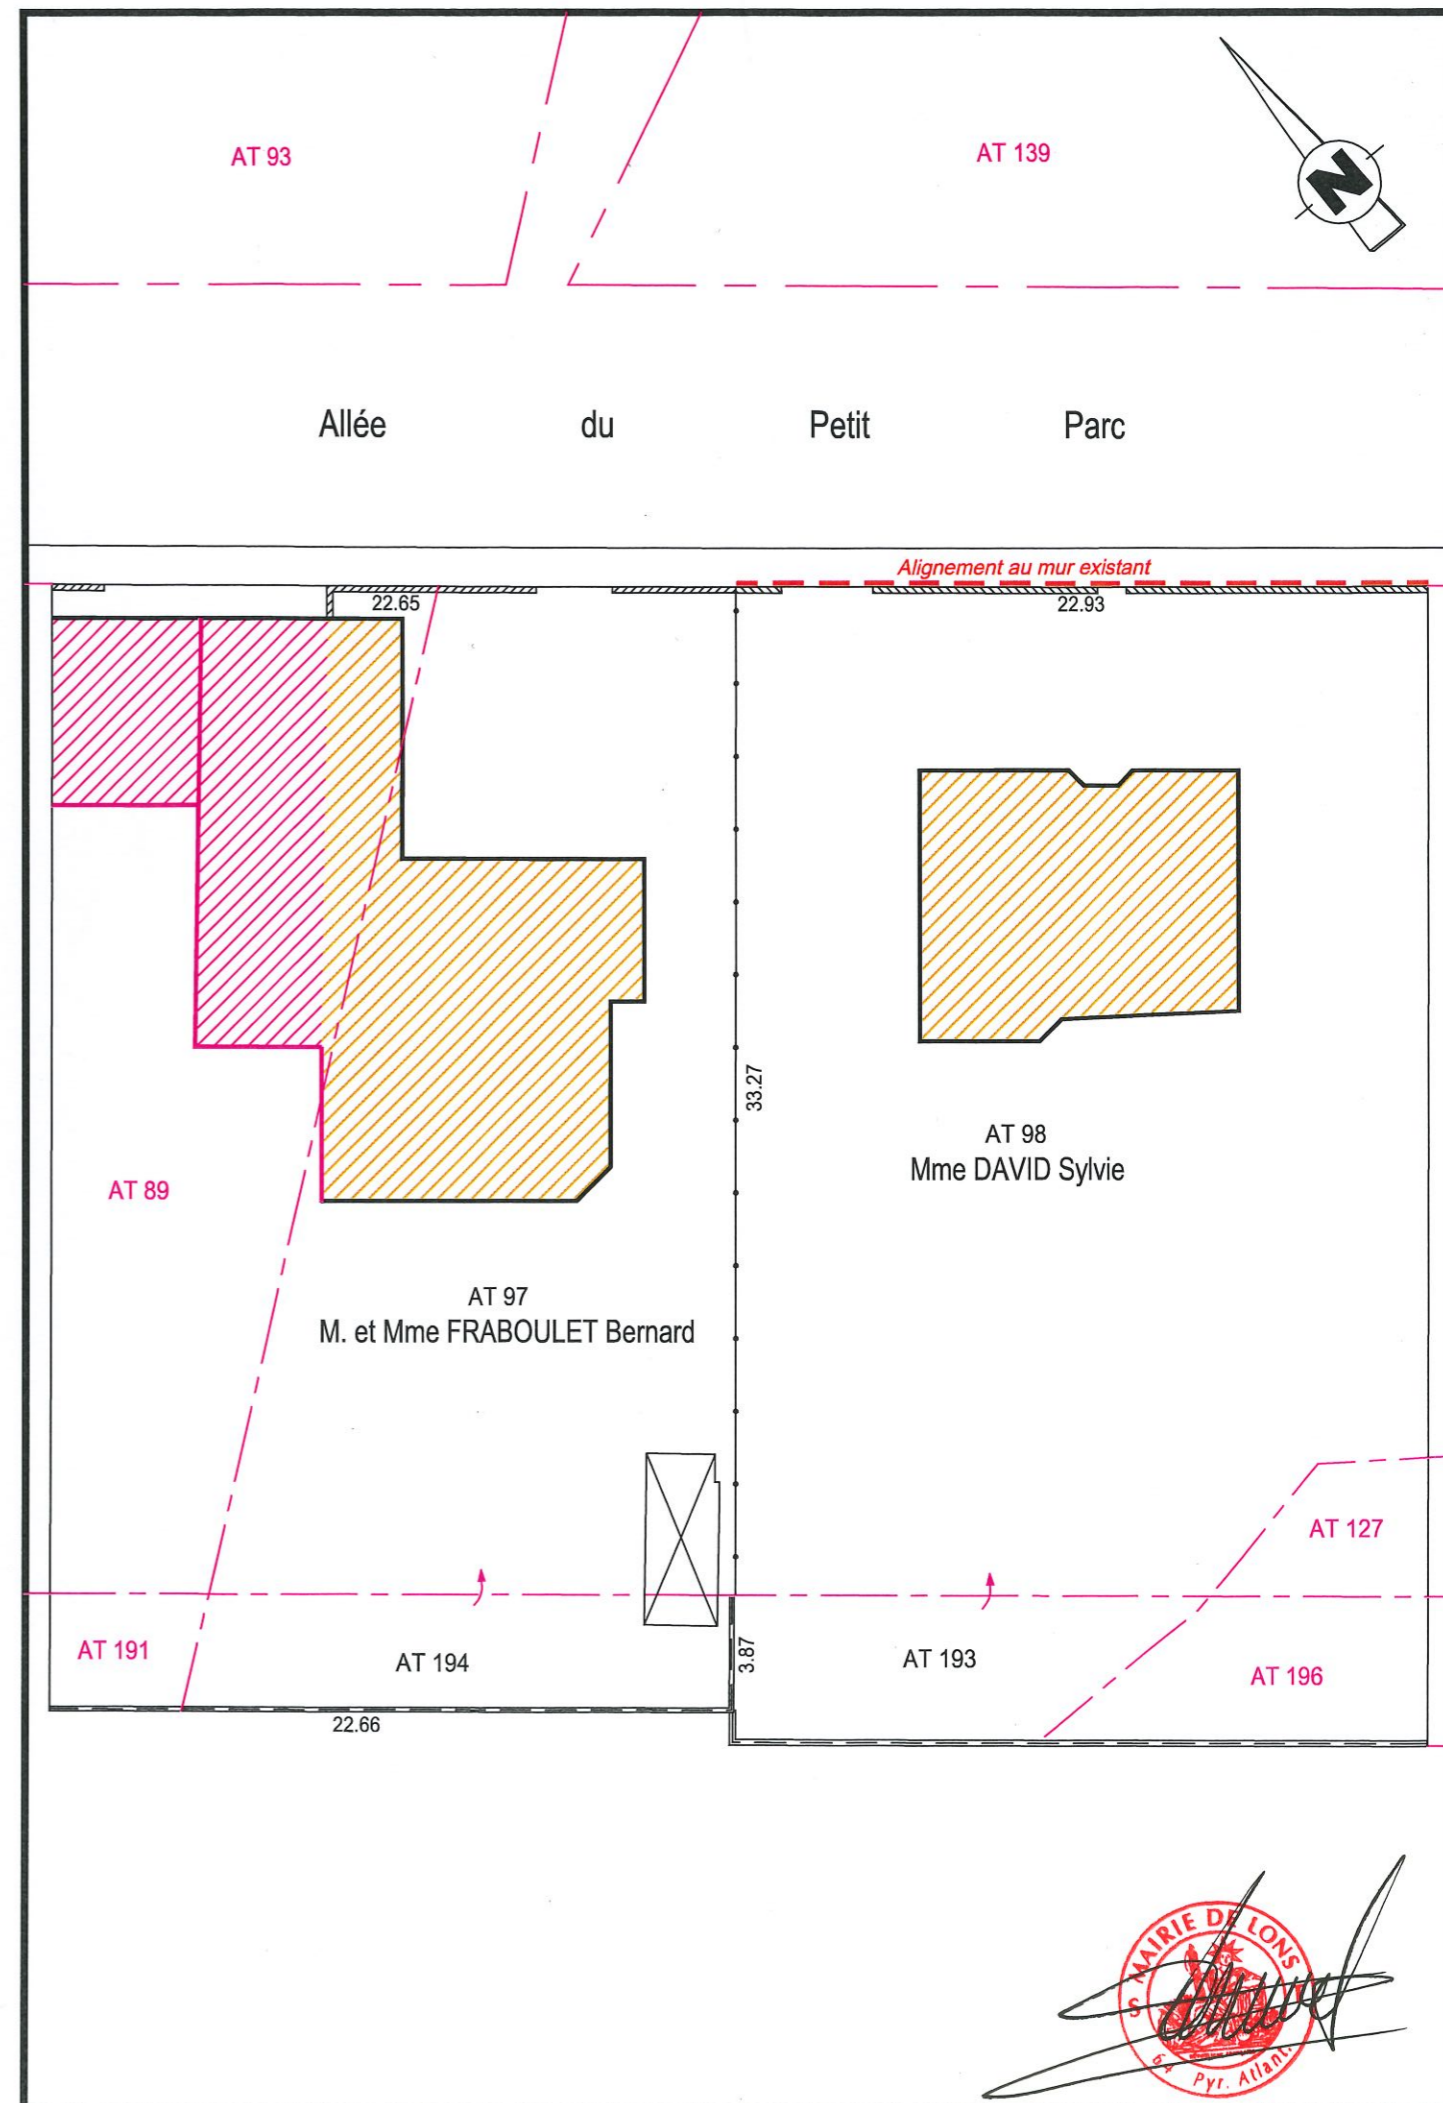 AT 93
AT 139
N
Allée du Petit Parc
Alignement au mur existant
22.65
22.93
33.27
AT 98
Mme DAVID Sylvie
AT 89
AT 97
M. et Mme FRABOULET Bernard
AT 127
AT 191
AT 194
3.87
AT 193
AT 196
22.66
MAIRIE DE LONS
64 Pyr. Atlant.